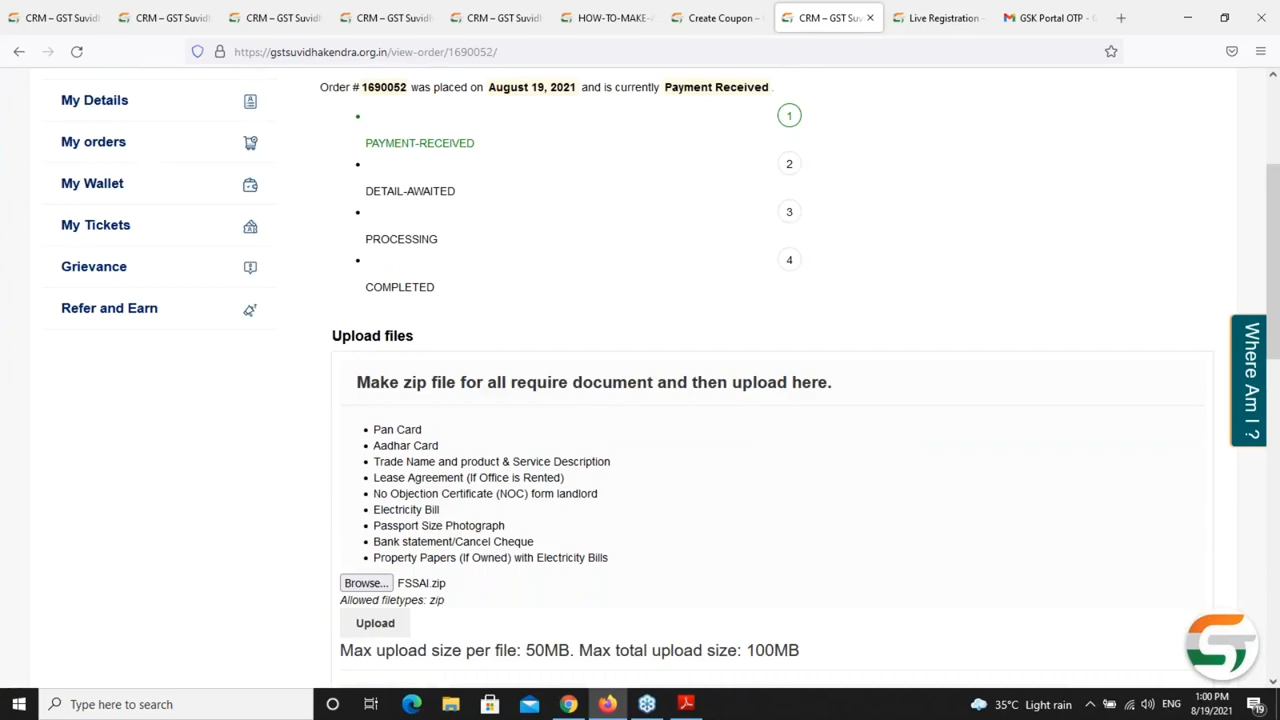 CRM – GST Suvidh
CRM – GST Suvidh
CRM – GST Suvidh
CRM – GST Suvidh
CRM – GST Suvidh
HOW-TO-MAKE-
Create Coupon –
CRM – GST Suv
Live Registration –
GSK Portal OTP -
https://gstsuvidhakendra.org.in/view-order/1690052/
My Details
My orders
My Wallet
My Tickets
Grievance
Refer and Earn
Order # 1690052 was placed on August 19, 2021 and is currently Payment Received .
1
PAYMENT-RECEIVED
2
DETAIL-AWAITED
3
PROCESSING
4
COMPLETED
Upload files
Make zip file for all require document and then upload here.
Pan Card
Aadhar Card
Trade Name and product & Service Description
Lease Agreement (If Office is Rented)
No Objection Certificate (NOC) form landlord
Electricity Bill
Passport Size Photograph
Bank statement/Cancel Cheque
Property Papers (If Owned) with Electricity Bills
Browse... FSSAI.zip
Allowed filetypes: zip
Upload
Max upload size per file: 50MB. Max total upload size: 100MB
Where Am I ?
Type here to search
35°C Light rain
ENG
1:00 PM
8/19/2021
19